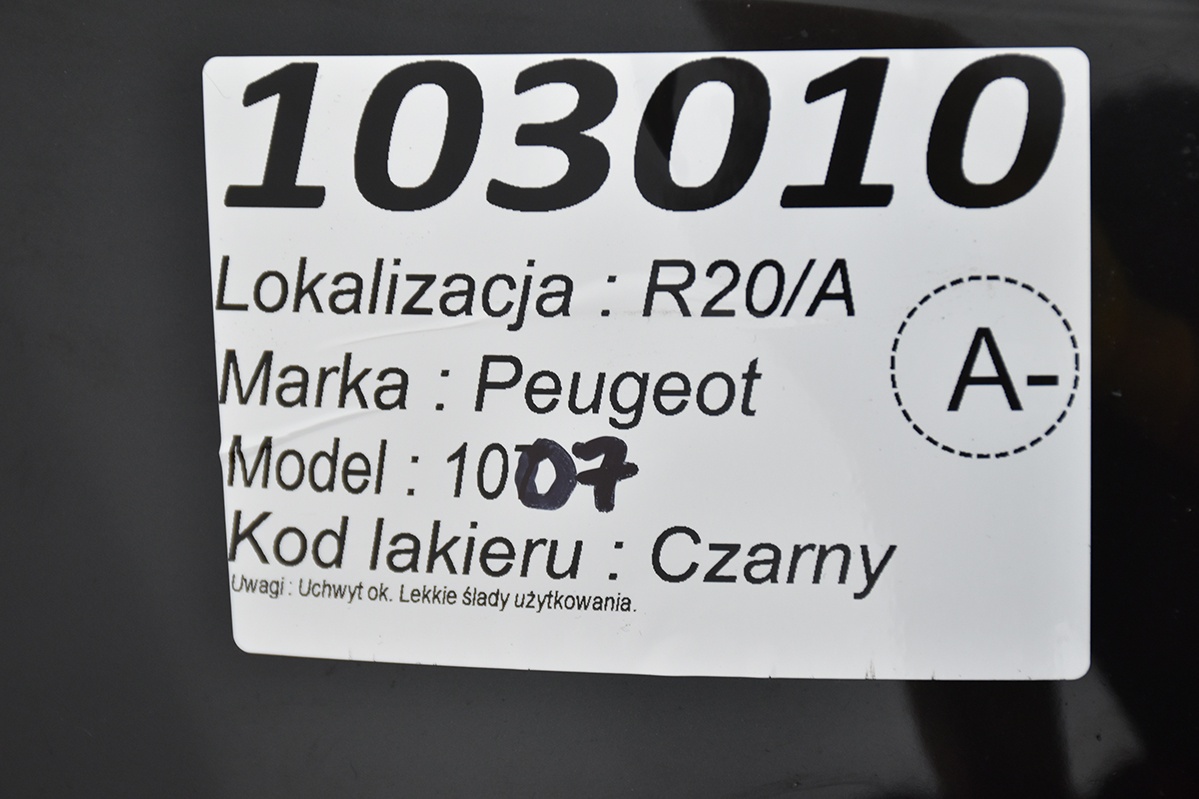 103010
Lokalizacja : R20/A
Marka : Peugeot
A-
Model : 1007
Kod lakieru : Czarny
Uwagi : Uchwyt ok. Lekkie ślady użytkowania.